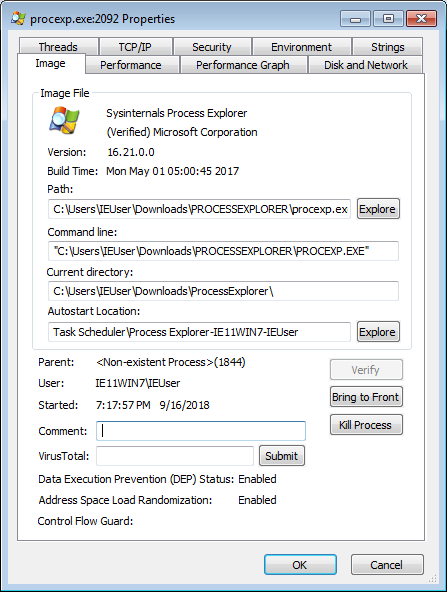 procexp.exe:2092 Properties
Threads TCP/IP Security Environment Strings
Image Performance Performance Graph Disk and Network
Image File
Sysinternals Process Explorer
(Verified) Microsoft Corporation
Version: 16.21.0.0
Build Time: Mon May 01 05:00:45 2017
Path:
C:\Users\IEUser\Downloads\PROCESSEXPLORER\procexp.ex Explore
Command line:
"C:\Users\IEUser\Downloads\PROCESSEXPLORER\PROCEXP.EXE"
Current directory:
C:\Users\IEUser\Downloads\ProcessExplorer\
Autostart Location:
Task Scheduler\Process Explorer-IE11WIN7-IEUser Explore
Parent: <Non-existent Process>(1844) Verify
User: IE11WIN7\IEUser
Started: 7:17:57 PM 9/16/2018 Bring to Front
Comment: Kill Process
VirusTotal: Submit
Data Execution Prevention (DEP) Status: Enabled
Address Space Load Randomization: Enabled
Control Flow Guard:
OK Cancel